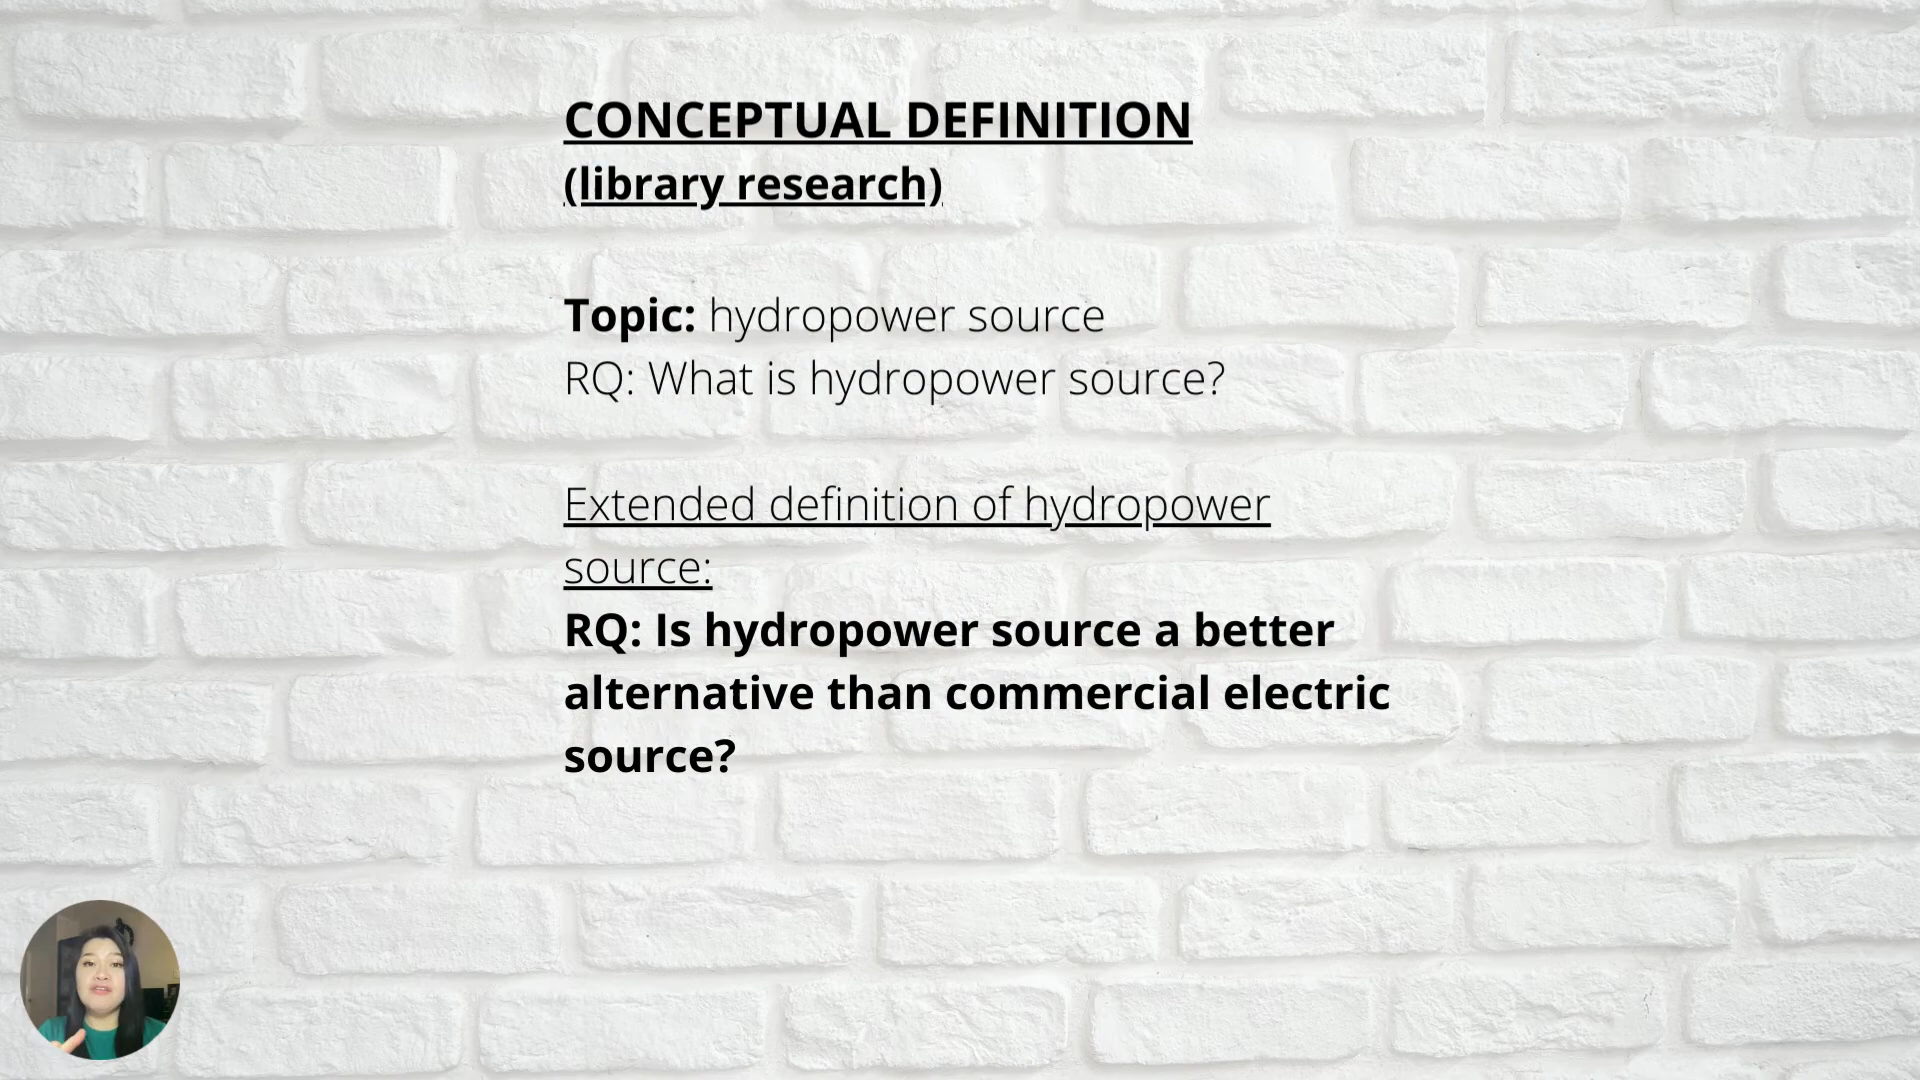 CONCEPTUAL DEFINITION
(library research)
Topic: hydropower source
RQ: What is hydropower source?
Extended definition of hydropower
source:
RQ: Is hydropower source a better
alternative than commercial electric
source?